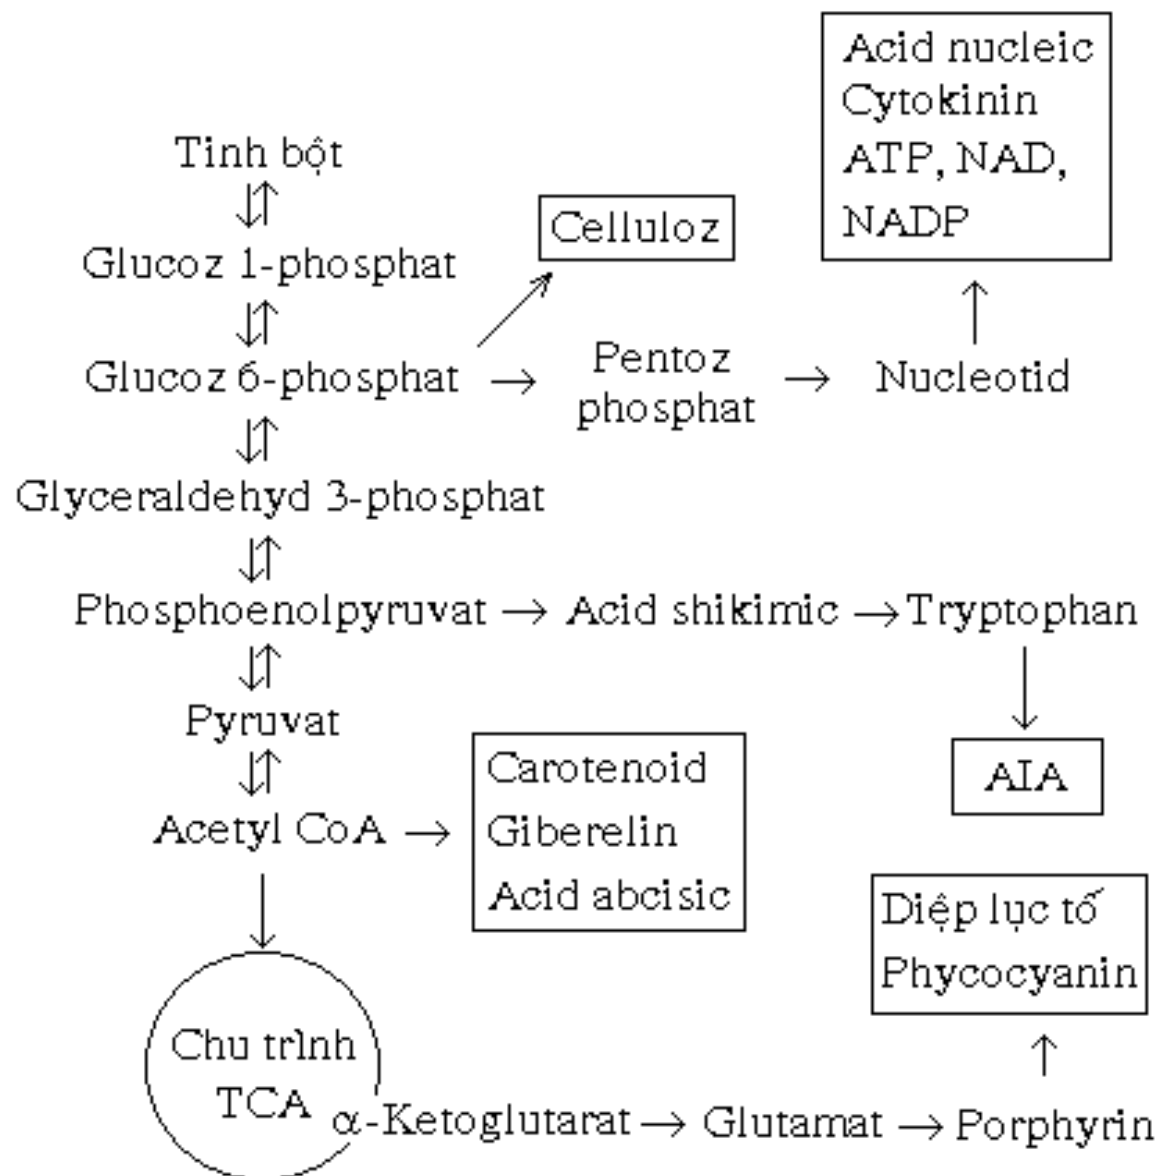 Acid nucleic
Cytokinin
ATP, NAD,
NADP
Tinh bột
Celluloz
Glucoz 1-phosphat
Glucoz 6-phosphat → Pentoz phosphat → Nucleotid
Glyceraldehyd 3-phosphat
Phosphoenolpyruvat → Acid shikimic → Tryptophan
Pyruvat
AIA
Carotenoid
Giberelin
Acid abcisic
Acetyl CoA →
Diệp lục tố
Phycocyanin
Chu trình
TCA
α-Ketoglutarat → Glutamat → Porphyrin